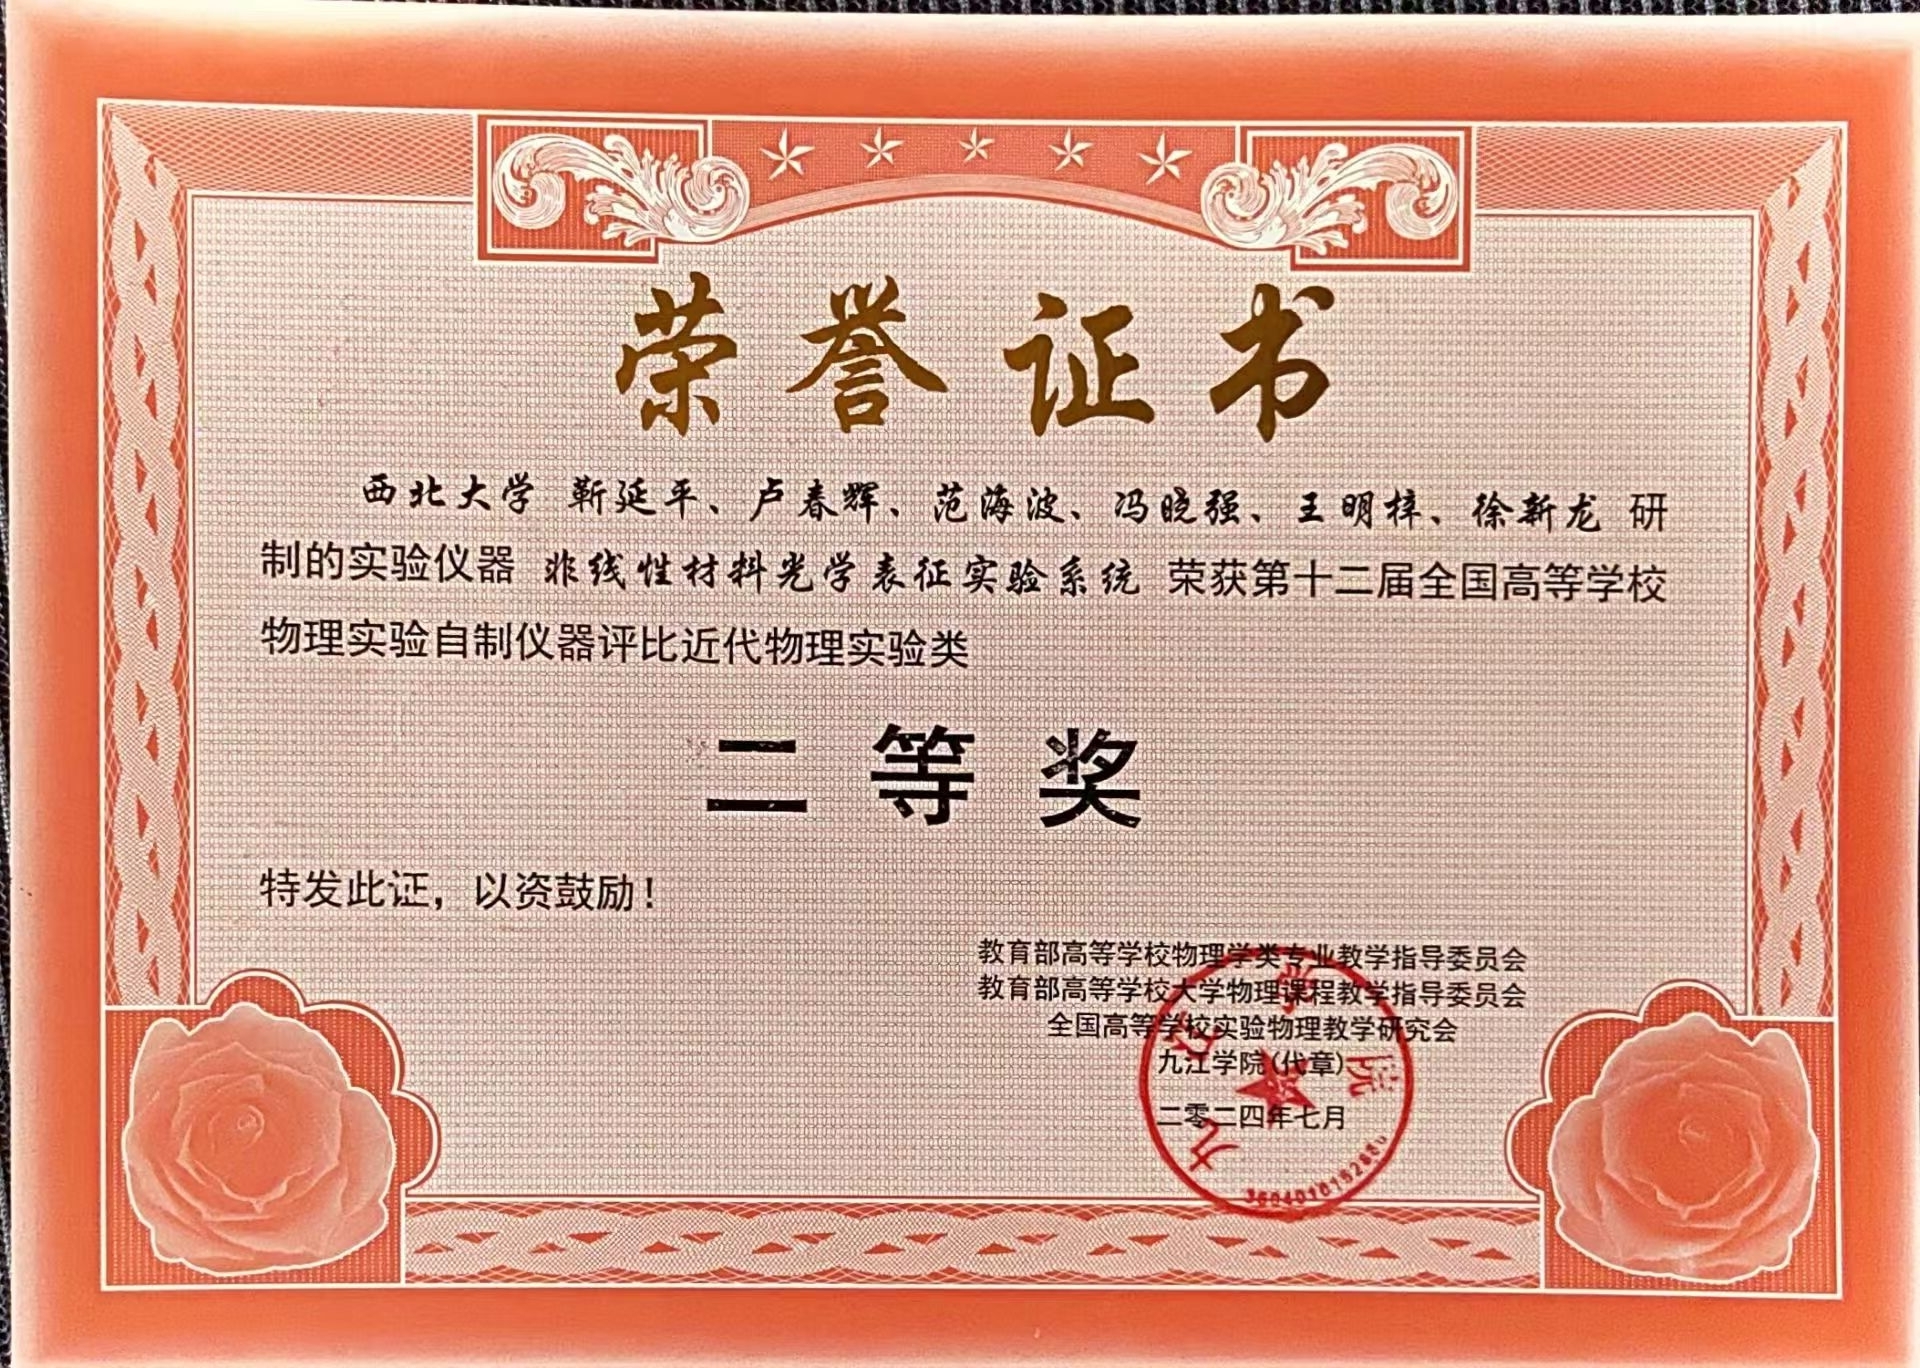 荣誉证书
西北大学 靳延平、卢春辉、范海波、冯晓强、王明梓、徐新龙 研
制的实验仪器 非线性材料光学表征实验系统 荣获第十二届全国高等学校
物理实验自制仪器评比近代物理实验类
二等奖
特发此证，以资鼓励！
教育部高等学校物理学类专业教学指导委员会
教育部高等学校大学物理课程教学指导委员会
全国高等学校实验物理教学研究会
九江学院(代章)
二零二四年七月
九江学院